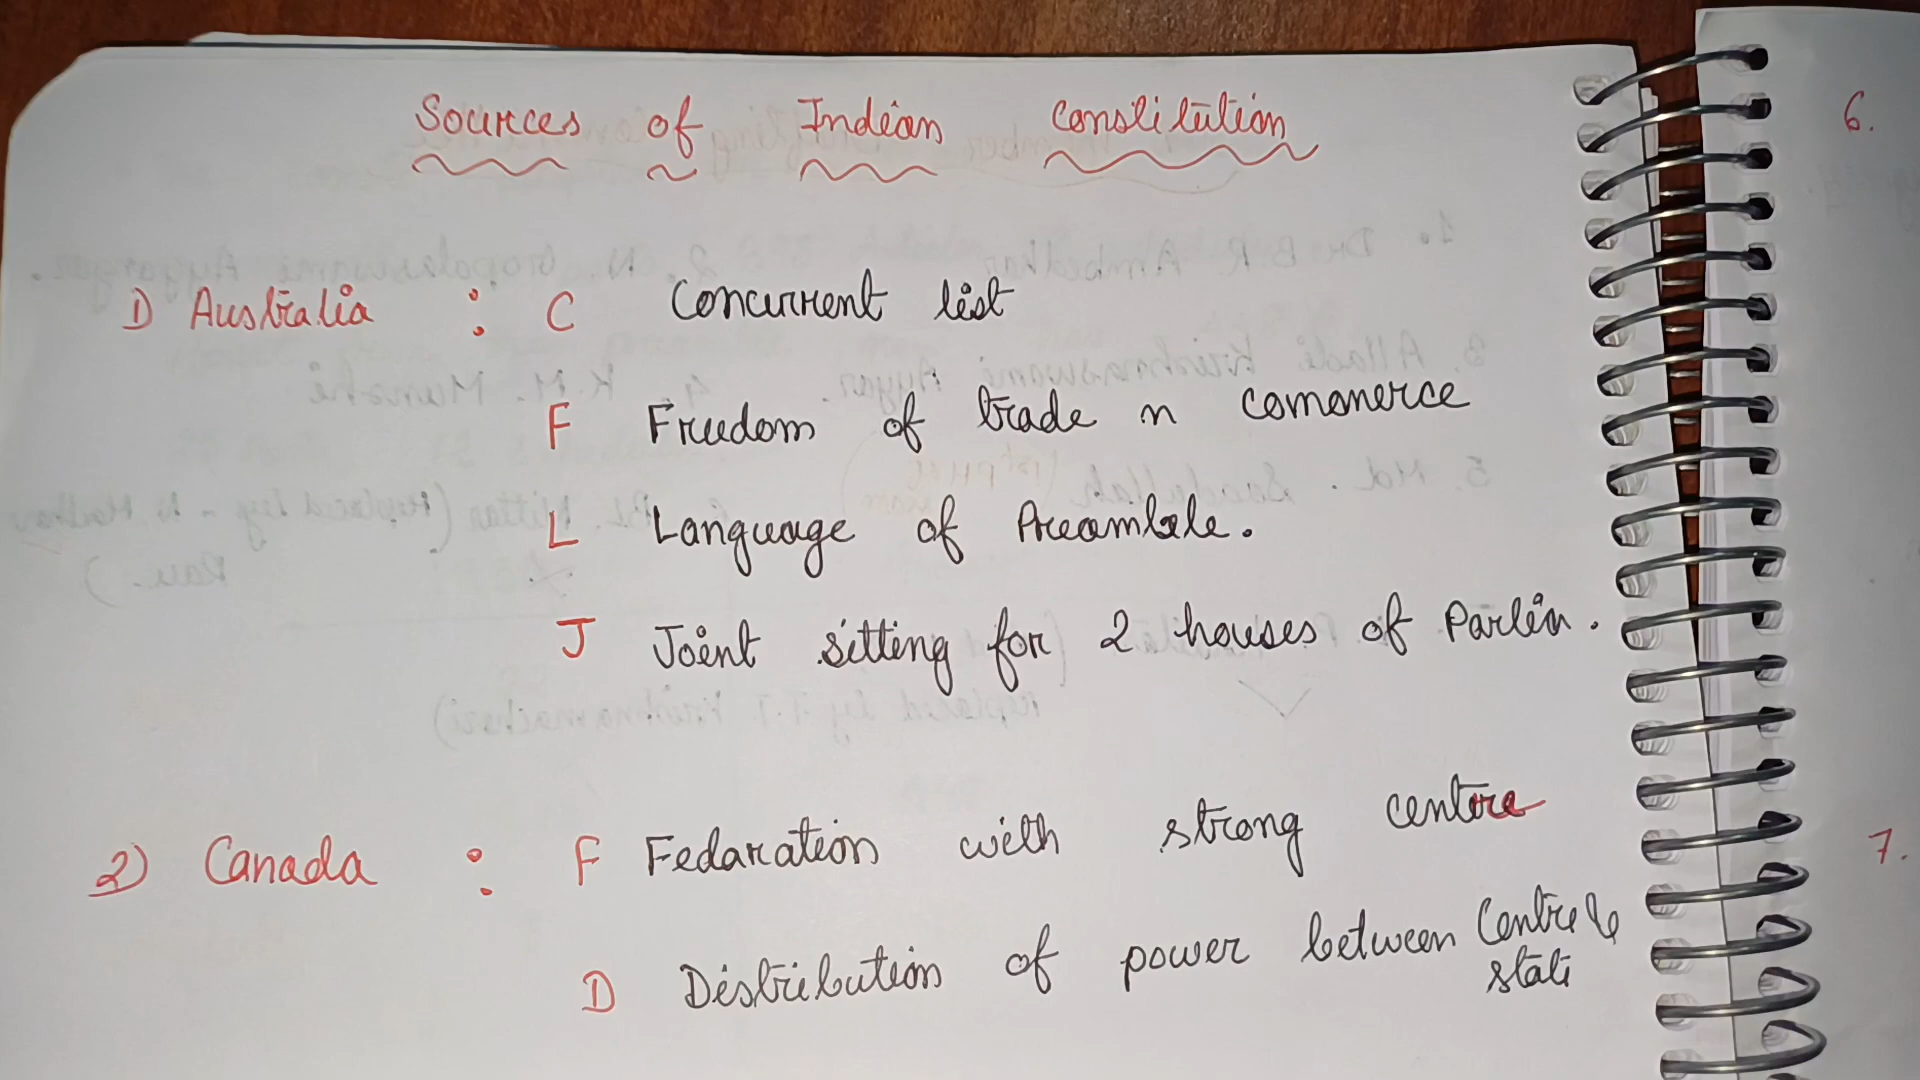 Sources of Indian Constitution
1) Australia : C Concurrent list
F Freedom of trade n commerce
L Language of Preamble.
J Joint sitting for 2 houses of Parlia.
2) Canada : F Fedaration with strong centre
D Distribution of power between Centre &
state
6.
7.